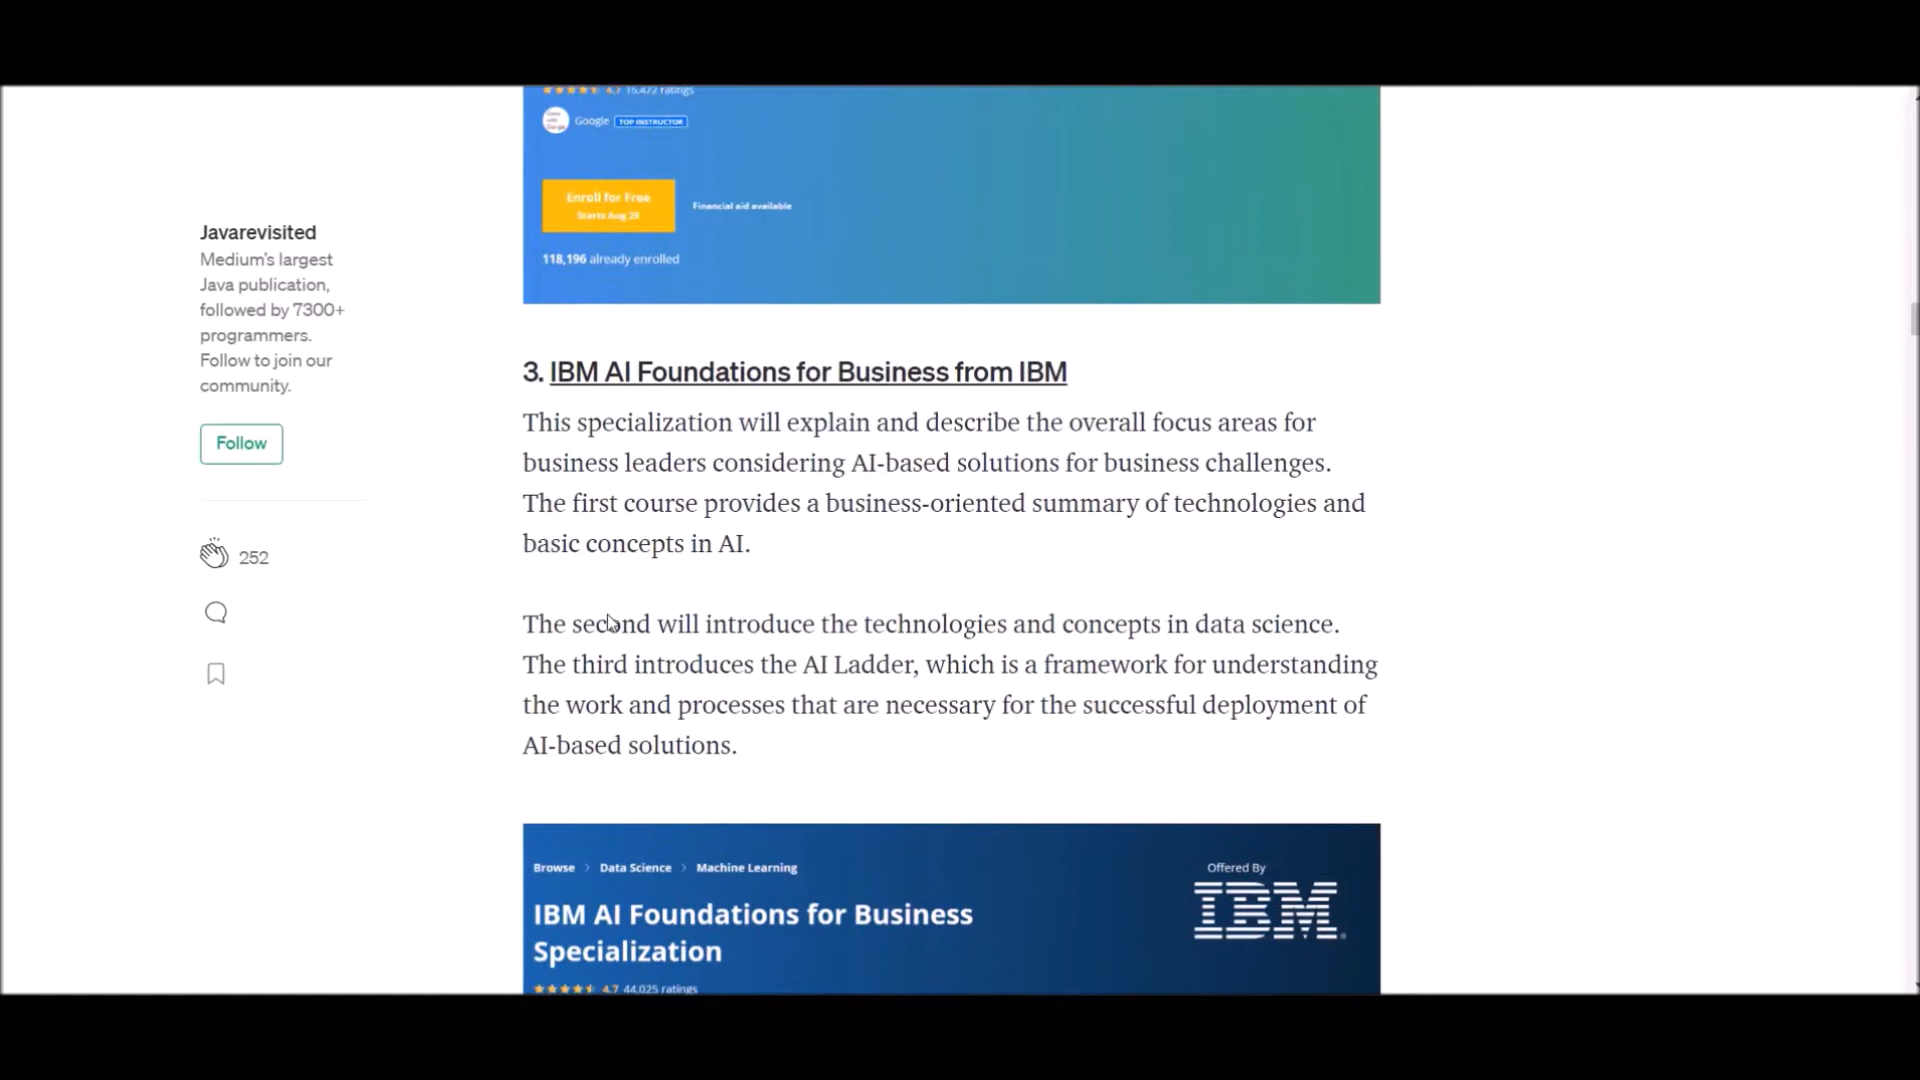 4.7 15,472 ratings
Google TOP INSTRUCTOR
Enroll for Free
Starts Aug 29
Financial aid available
118,196 already enrolled
Javarevisited
Medium's largest
Java publication,
followed by 7300+
programmers.
Follow to join our
community.
Follow
252
3. IBM AI Foundations for Business from IBM
This specialization will explain and describe the overall focus areas for
business leaders considering AI-based solutions for business challenges.
The first course provides a business-oriented summary of technologies and
basic concepts in AI.
The second will introduce the technologies and concepts in data science.
The third introduces the AI Ladder, which is a framework for understanding
the work and processes that are necessary for the successful deployment of
AI-based solutions.
Browse > Data Science > Machine Learning
Offered By
IBM
IBM AI Foundations for Business
Specialization
4.7 44,025 ratings